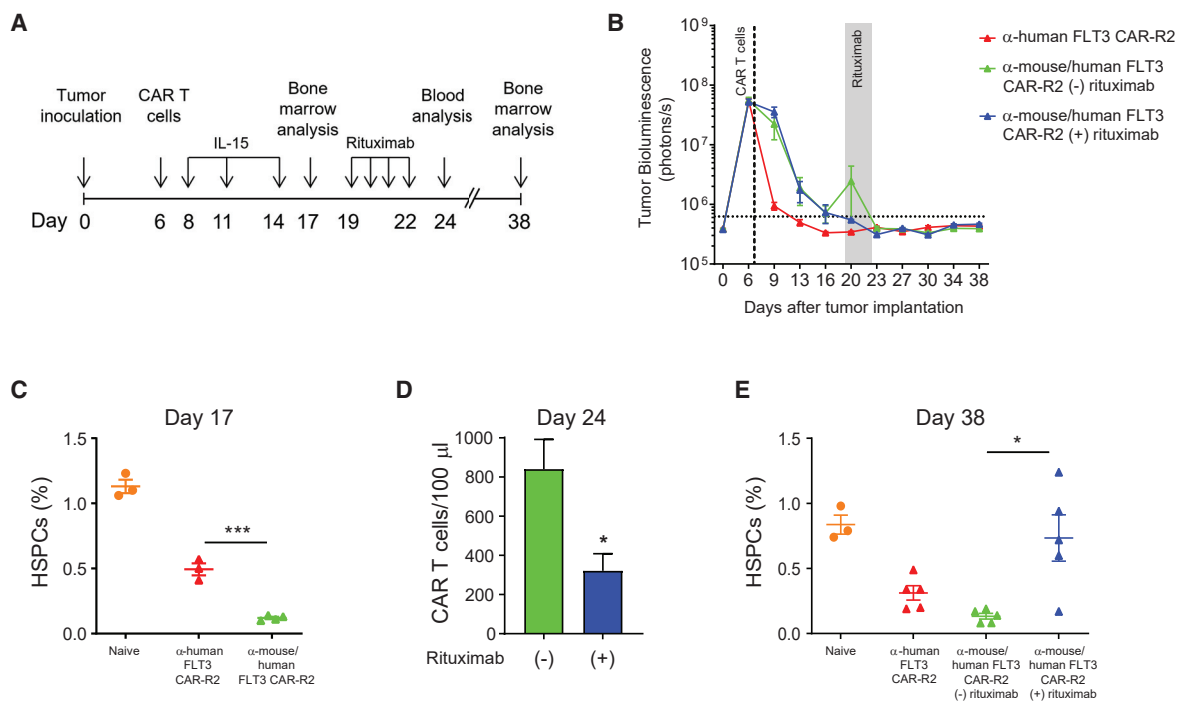 A
Tumor
inoculation
CAR T
cells
IL-15
Bone
marrow
analysis
Rituximab
Blood
analysis
Bone
marrow
analysis
Day 0 6 8 11 14 17 19 22 24 38
B
Tumor Bioluminescence
(photons/s)
10⁹
10⁸
10⁷
10⁶
10⁵
CAR T cells
Rituximab
0 6 9 13 16 20 23 27 30 34 38
Days after tumor implantation
α-human FLT3 CAR-R2
α-mouse/human FLT3
CAR-R2 (-) rituximab
α-mouse/human FLT3
CAR-R2 (+) rituximab
C
Day 17
HSPCs (%)
1.5
1.0
0.5
0.0
***
Naive
α-human
FLT3
CAR-R2
α-mouse/
human
FLT3 CAR-R2
D
Day 24
CAR T cells/100 μl
1000
800
600
400
200
0
*
Rituximab (-) (+)
E
Day 38
HSPCs (%)
1.5
1.0
0.5
0.0
*
Naive
α-human
FLT3
CAR-R2
α-mouse/
human FLT3
CAR-R2
(-) rituximab
α-mouse/
human FLT3
CAR-R2
(+) rituximab